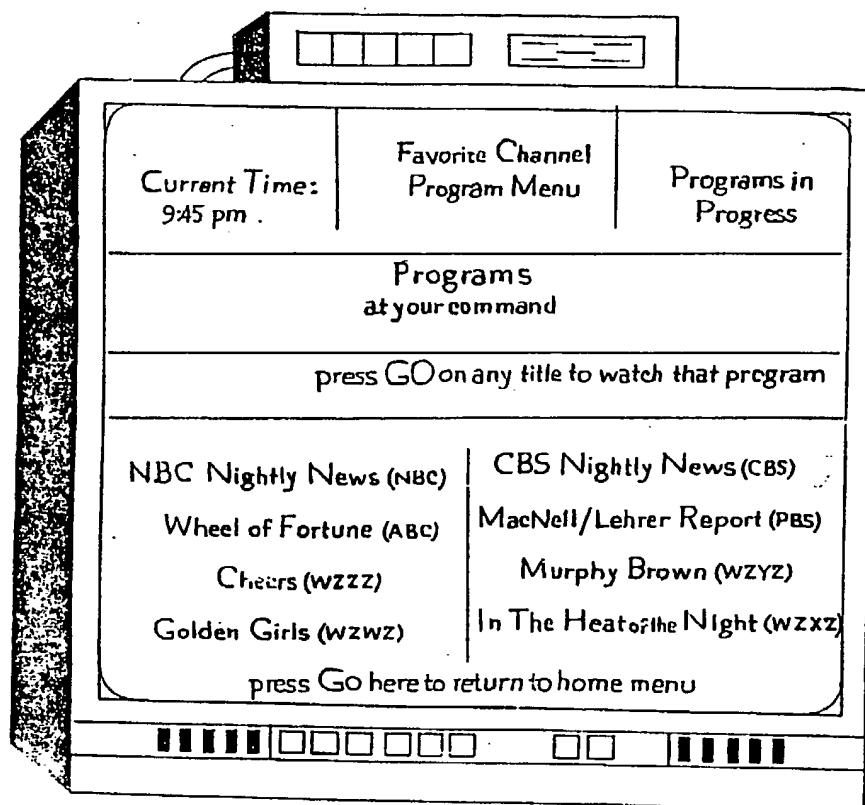 Current Time:
9:45 pm .
Favorite Channel
Program Menu
Programs in
Progress
Programs
at your command
press GO on any title to watch that program
NBC Nightly News (NBC)
Wheel of Fortune (ABC)
Cheers (WZZZ)
Golden Girls (WZWZ)
CBS Nightly News (CBS)
MacNell/Lehrer Report (PBS)
Murphy Brown (WZYZ)
In The Heat of the Night (WZXZ)
press Go here to return to home menu